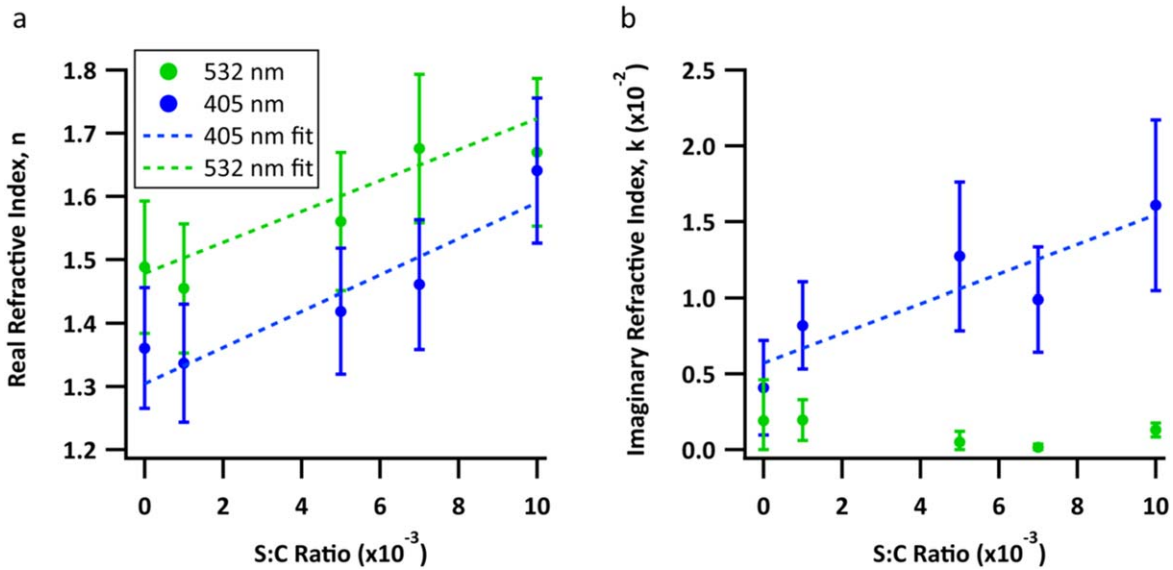 a
532 nm
405 nm
405 nm fit
532 nm fit
Real Refractive Index, n
1.8
1.7
1.6
1.5
1.4
1.3
1.2
0 2 4 6 8 10
S:C Ratio (x10⁻³)
b
Imaginary Refractive Index, k (x10⁻²)
2.5
2.0
1.5
1.0
0.5
0.0
0 2 4 6 8 10
S:C Ratio (x10⁻³)